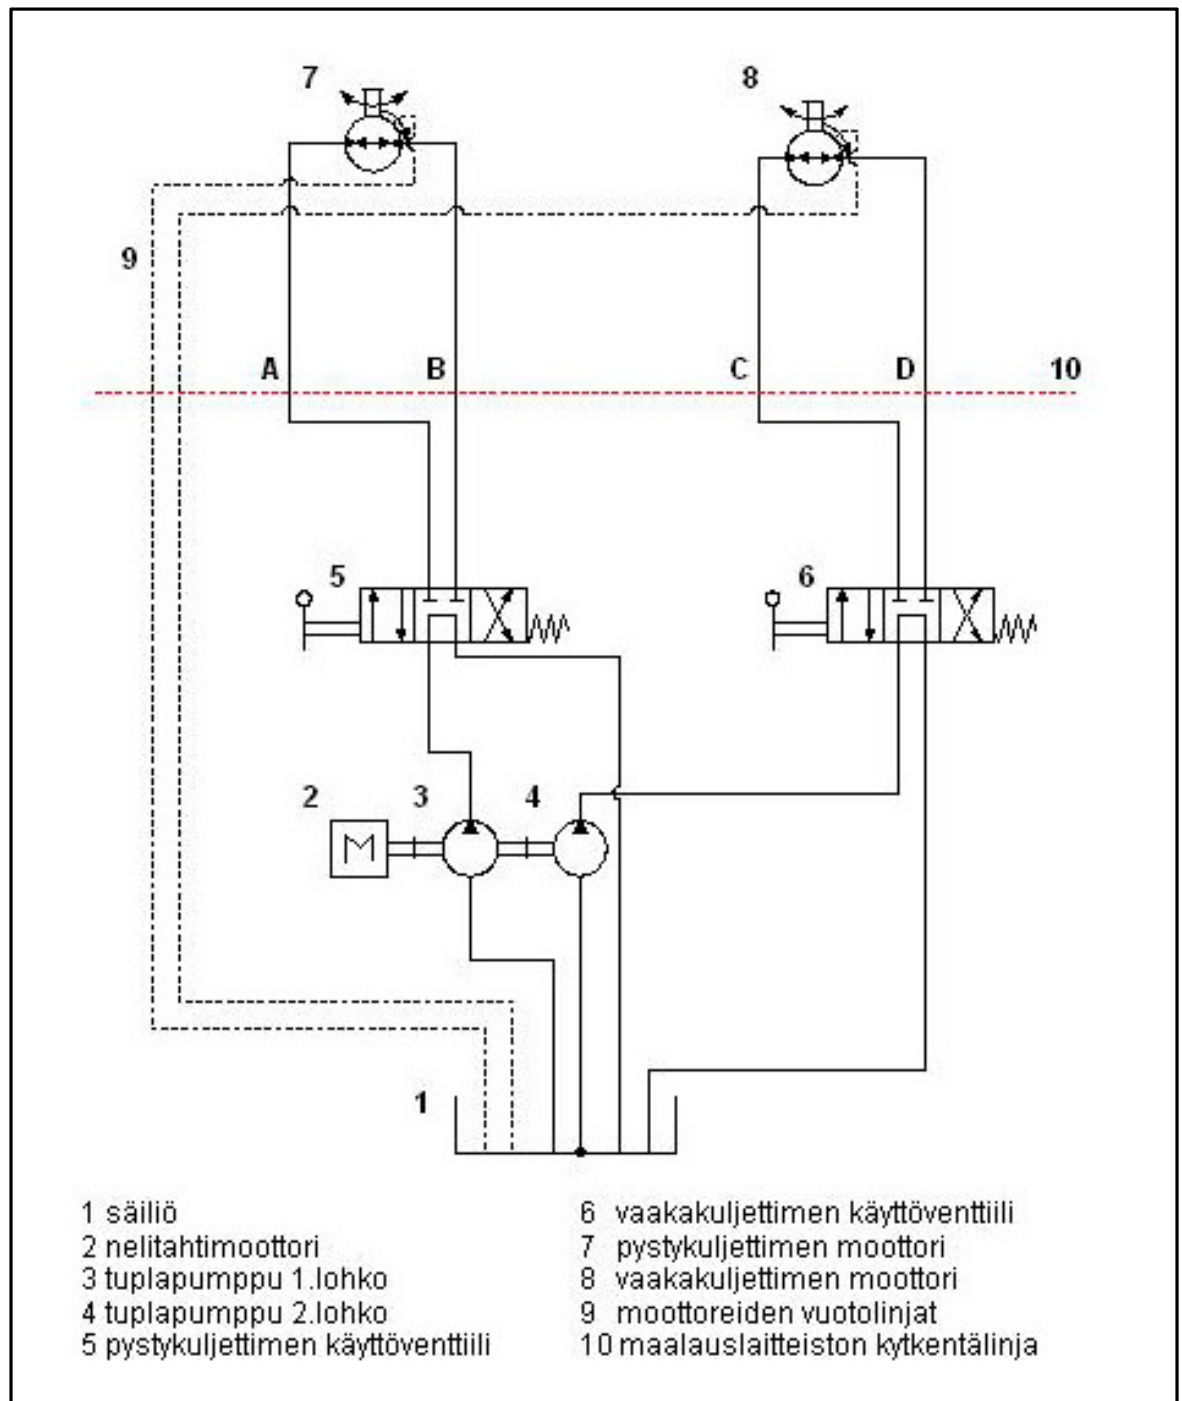 7
8
9
A
B
C
D
10
5
6
2
3
4
M
1
1 säiliö
2 nelitahtimoottori
3 tuplapumppu 1.lohko
4 tuplapumppu 2.lohko
5 pystykuljettimen käyttöventtiili
6 vaakakuljettimen käyttöventtiili
7 pystykuljettimen moottori
8 vaakakuljettimen moottori
9 moottoreiden vuotolinjat
10 maalauslaitteiston kytkentälinja